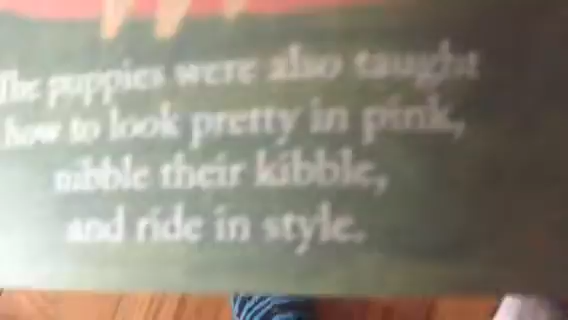 The puppies were also taught
how to look pretty in pink,
nibble their kibble,
and ride in style.